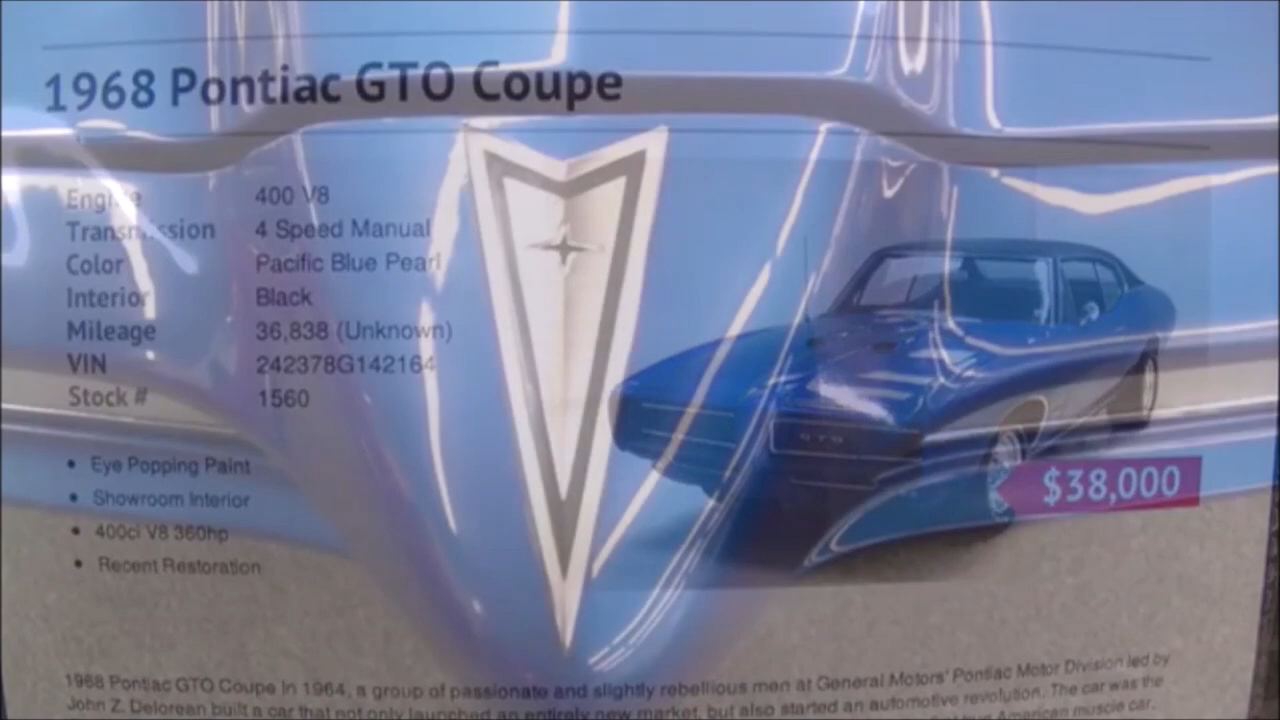 1968 Pontiac GTO Coupe
Engine 400 V8
Transmission 4 Speed Manual
Color Pacific Blue Pearl
Interior Black
Mileage 36,838 (Unknown)
VIN 242378G142164
Stock # 1560
• Eye Popping Paint
• Showroom Interior
• 400ci V8 360hp
• Recent Restoration
GTO
$38,000
1968 Pontiac GTO Coupe In 1964, a group of passionate and slightly rebellious men at General Motors' Pontiac Motor Division led by
John Z. Delorean built a car that not only launched an entirely new market, but also started an automotive revolution. The car was the
American muscle car.